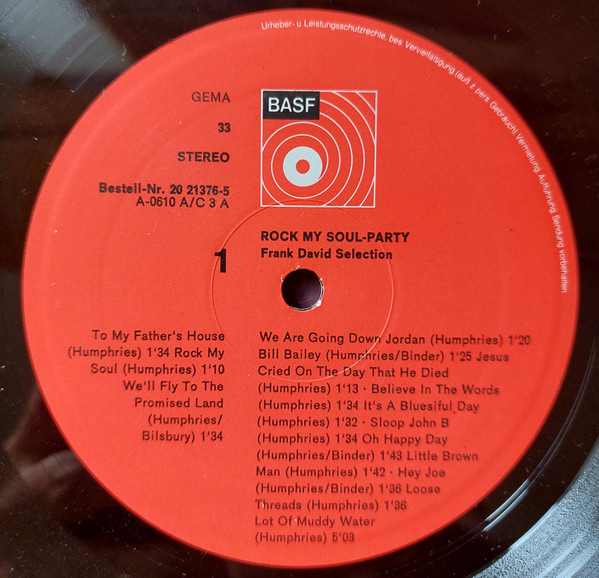 Urheber- u. Leistungsschutzrechte, bes. Vervielfältigung (auf z. pers. Gebrauch) Vermietung, Aufführung, Sendung vorbehalten.
GEMA
33
STEREO
Bestell-Nr. 20 21376-5
A-0610 A/C 3 A
BASF
1
ROCK MY SOUL-PARTY
Frank David Selection
To My Father's House
(Humphries) 1'34 Rock My
Soul (Humphries) 1'10
We'll Fly To The
Promised Land
(Humphries/
Bilsbury) 1'34
We Are Going Down Jordan (Humphries) 1'20
Bill Bailey (Humphries/Binder) 1'25 Jesus
Cried On The Day That He Died
(Humphries) 1'13 · Believe In The Words
(Humphries) 1'34 It's A Bluesiful Day
(Humphries) 1'32 · Sloop John B
(Humphries) 1'34 Oh Happy Day
(Humphries/Binder) 1'43 Little Brown
Man (Humphries) 1'42 · Hey Joe
(Humphries/Binder) 1'36 Loose
Threads (Humphries) 1'36
Lot Of Muddy Water
(Humphries) 5'03